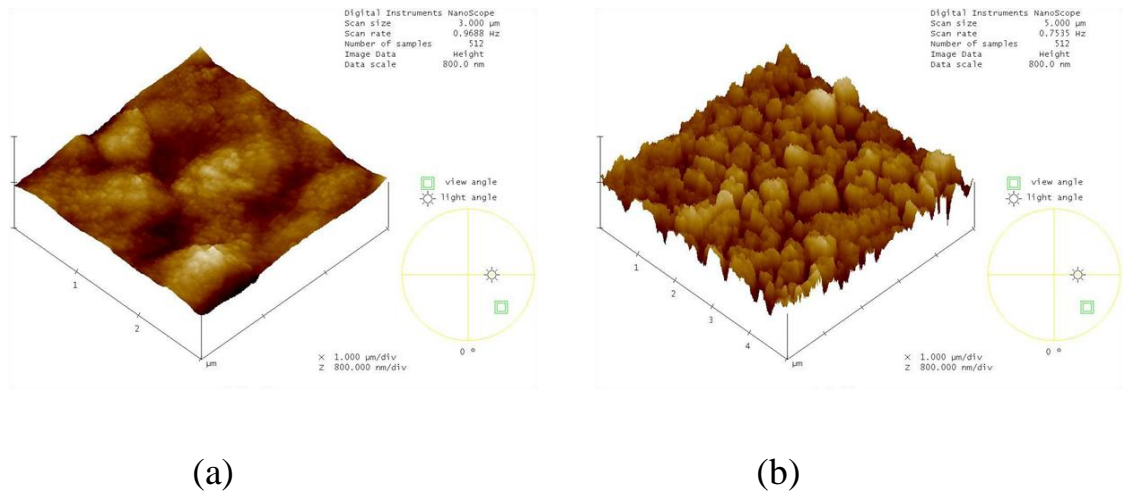 Digital Instruments NanoScope
Scan size 3.000 µm
Scan rate 0.9688 Hz
Number of samples 512
Image Data Height
Data scale 800.0 nm
view angle
light angle
0 º
1
2
µm
X 1.000 µm/div
Z 800.000 nm/div
(a)
Digital Instruments NanoScope
Scan size 5.000 µm
Scan rate 0.7535 Hz
Number of samples 512
Image Data Height
Data scale 800.0 nm
view angle
light angle
0 º
1
2
3
4
µm
X 1.000 µm/div
Z 800.000 nm/div
(b)